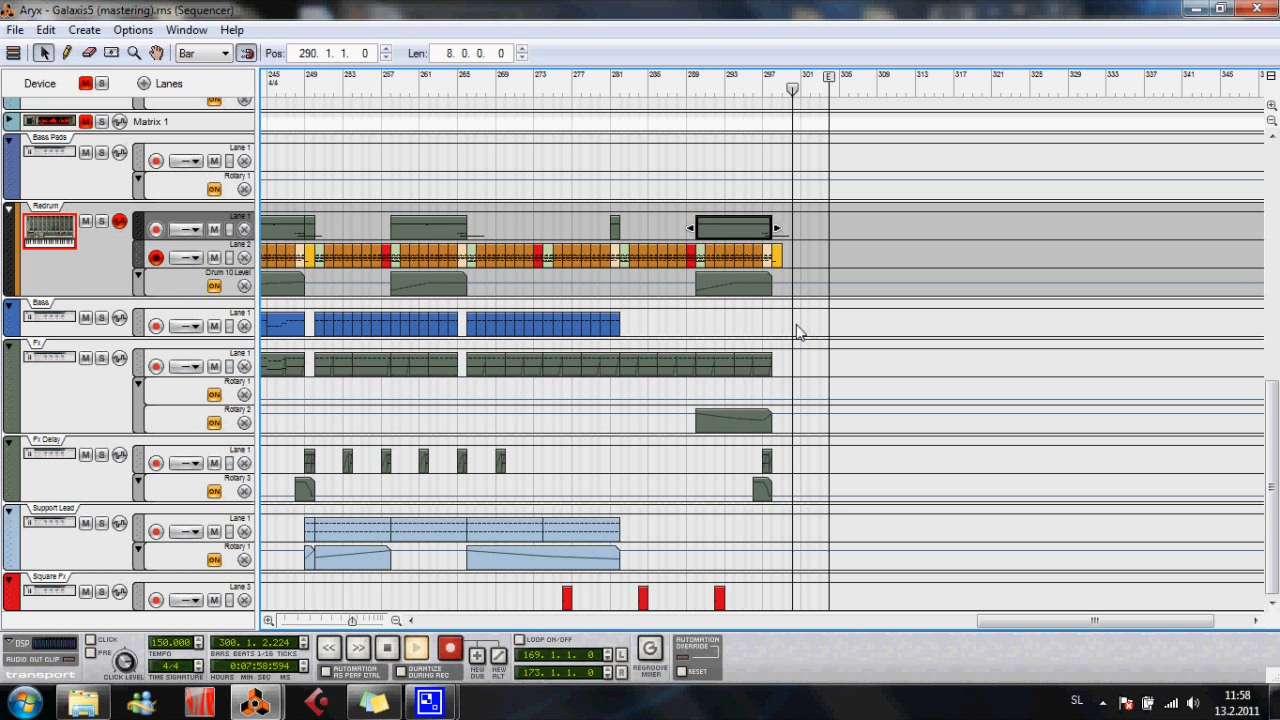 Aryx - Galaxis5 (mastering).rns (Sequencer)
File Edit Create Options Window Help
Bar Pos: 290. 1. 1. 0 Len: 8. 0. 0. 0
Device M S + Lanes
245 249 253 257 261 265 269 273 277 281 285 289 293 297 301 305 309 313 317 321 325 329 333 337 341 345
4/4
E
ON
M S Matrix 1
Bass Pads
Lane 1
M S M
Rotary 1
ON
Redrum
Lane 1
M S M
Lane 2
M
Drum 10 Level
ON
Bass
Lane 1
M S M
Fx
Lane 1
M S M
Rotary 1
ON
Rotary 2
ON
Fx Delay
Lane 1
M S M
Rotary 3
ON
Support Lead
Lane 1
M S M
Rotary 1
ON
Square Fx
Lane 3
M S M
DSP
AUDIO OUT CLIP
transport
CLICK
PRE
CLICK LEVEL
150.000
TEMPO
4/4
TIME SIGNATURE
300. 1. 2.224
BARS BEATS 1/16 TICKS
0:07:58:594
HOURS MIN SEC MS
AUTOMATION AS PERF CTRL
QUANTIZE DURING REC
NEW DUB
NEW ALT
LOOP ON/OFF
169. 1. 1. 0 L
173. 1. 1. 0 R
REGROOVE MIXER
AUTOMATION OVERRIDE
RESET
SL
11:58
13.2.2011